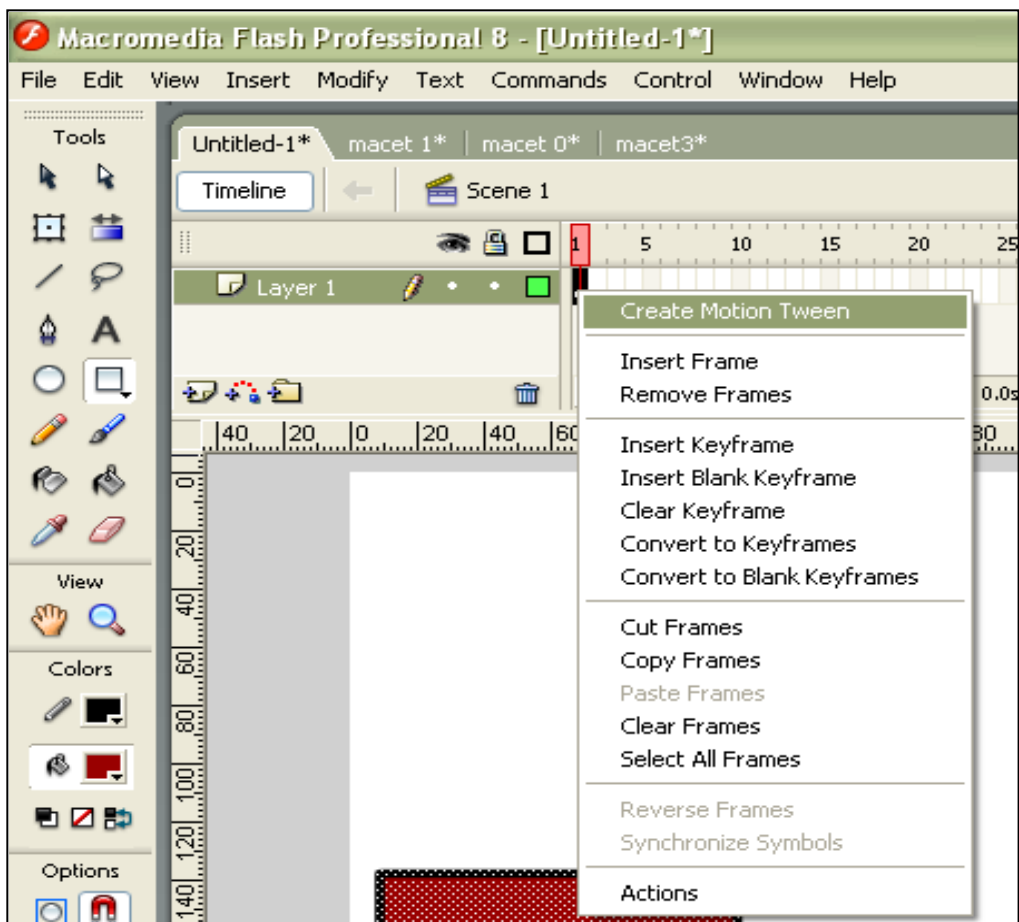 Macromedia Flash Professional 8 - [Untitled-1*]
File Edit View Insert Modify Text Commands Control Window Help
Tools
Untitled-1* macet 1* macet 0* macet3*
Timeline Scene 1
1 5 10 15 20 25
Layer 1
Create Motion Tween
Insert Frame
Remove Frames
0.0s
Insert Keyframe
Insert Blank Keyframe
Clear Keyframe
Convert to Keyframes
Convert to Blank Keyframes
Cut Frames
Copy Frames
Paste Frames
Clear Frames
Select All Frames
Reverse Frames
Synchronize Symbols
Actions
40 20 0 20 40 60 80
0
20
40
60
80
100
120
140
A
View
Colors
Options